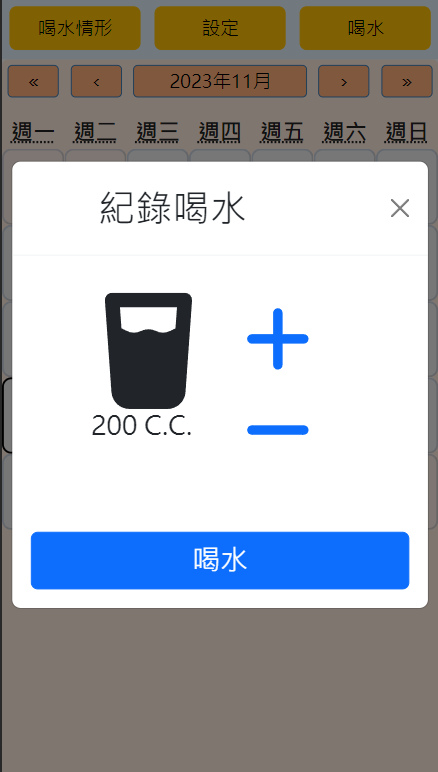 喝水情形 設定 喝水
« ‹ 2023年11月 › »
週一 週二 週三 週四 週五 週六 週日
紀錄喝水
200 C.C.
喝水